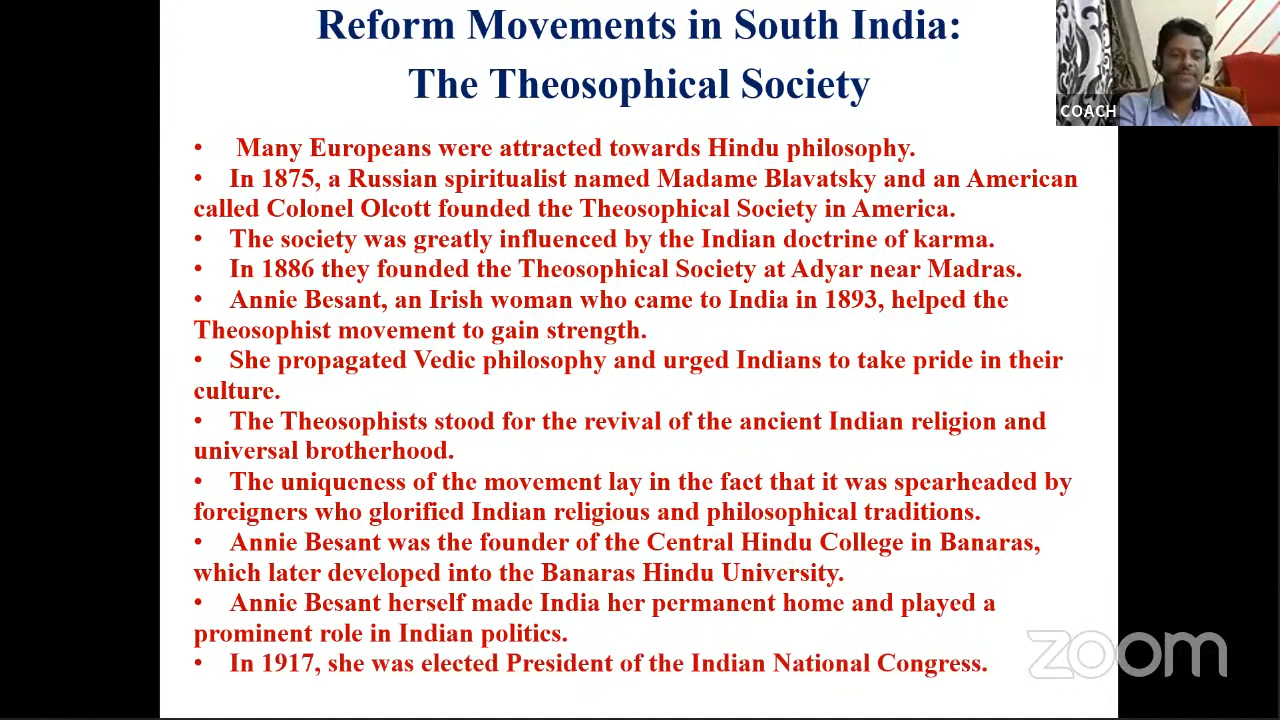 Reform Movements in South India:
The Theosophical Society
COACH
• Many Europeans were attracted towards Hindu philosophy.
• In 1875, a Russian spiritualist named Madame Blavatsky and an American
called Colonel Olcott founded the Theosophical Society in America.
• The society was greatly influenced by the Indian doctrine of karma.
• In 1886 they founded the Theosophical Society at Adyar near Madras.
• Annie Besant, an Irish woman who came to India in 1893, helped the
Theosophist movement to gain strength.
• She propagated Vedic philosophy and urged Indians to take pride in their
culture.
• The Theosophists stood for the revival of the ancient Indian religion and
universal brotherhood.
• The uniqueness of the movement lay in the fact that it was spearheaded by
foreigners who glorified Indian religious and philosophical traditions.
• Annie Besant was the founder of the Central Hindu College in Banaras,
which later developed into the Banaras Hindu University.
• Annie Besant herself made India her permanent home and played a
prominent role in Indian politics.
• In 1917, she was elected President of the Indian National Congress.
zoom